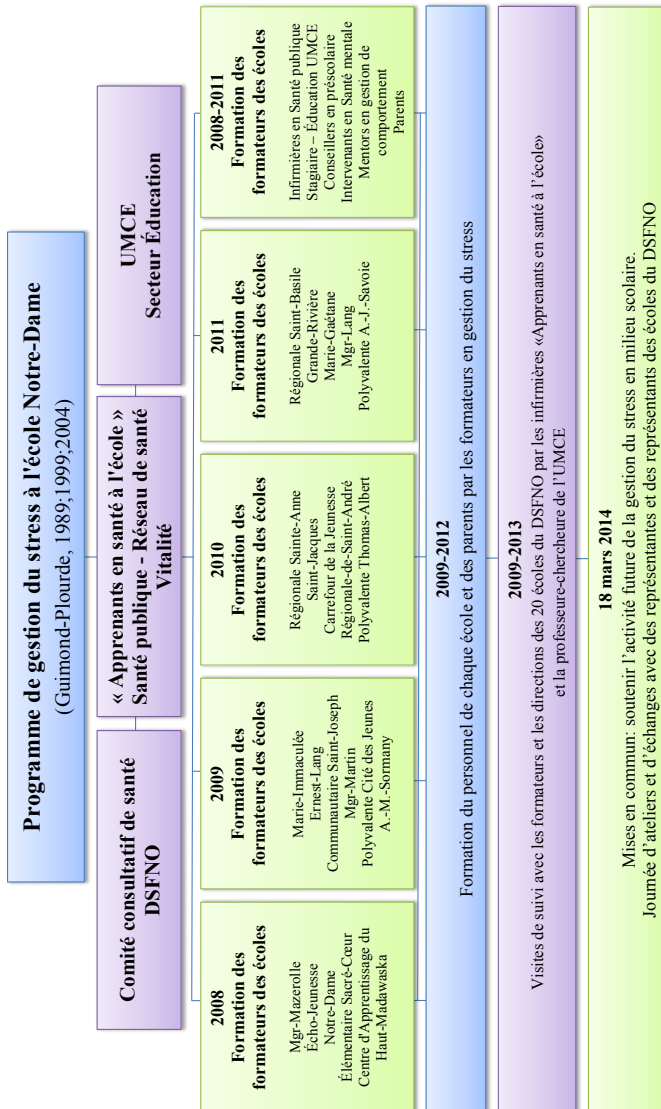 Programme de gestion du stress à l'école Notre-Dame
(Guimond-Plourde, 1989;1999;2004)
Comité consultatif de santé
DSFNO
« Apprenants en santé à l'école »
Santé publique - Réseau de santé
Vitalité
UMCE
Secteur Éducation
2008
Formation des
formateurs des écoles
Mgr-Mazerolle
Écho-Jeunesse
Notre-Dame
Élémentaire Sacré-Cœur
Centre d'Apprentissage du
Haut-Madawaska
2009
Formation des
formateurs des écoles
Marie-Immaculée
Ernest-Lang
Communautaire Saint-Joseph
Mgr-Martin
Polyvalente Cité des Jeunes
A.-M.-Sormany
2010
Formation des
formateurs des écoles
Régionale Sainte-Anne
Saint-Jacques
Carrefour de la Jeunesse
Régionale-de-Saint-André
Polyvalente Thomas-Albert
2011
Formation des
formateurs des écoles
Régionale Saint-Basile
Grande-Rivière
Marie-Gaétane
Mgr-Lang
Polyvalente A.-J.-Savoie
2008-2011
Formation des
formateurs des écoles
Infirmières en Santé publique
Stagiaire – Éducation UMCE
Conseillers en préscolaire
Intervenants en Santé mentale
Mentors en gestion de
comportement
Parents
2009-2012
Formation du personnel de chaque école et des parents par les formateurs en gestion du stress
2009-2013
Visites de suivi avec les formateurs et les directions des 20 écoles du DSFNO par les infirmières «Apprenants en santé à l'école»
et la professeure-chercheure de l'UMCE
18 mars 2014
Mises en commun: soutenir l'activité future de la gestion du stress en milieu scolaire.
Journée d'ateliers et d'échanges avec des représentantes et des représentants des écoles du DSFNO